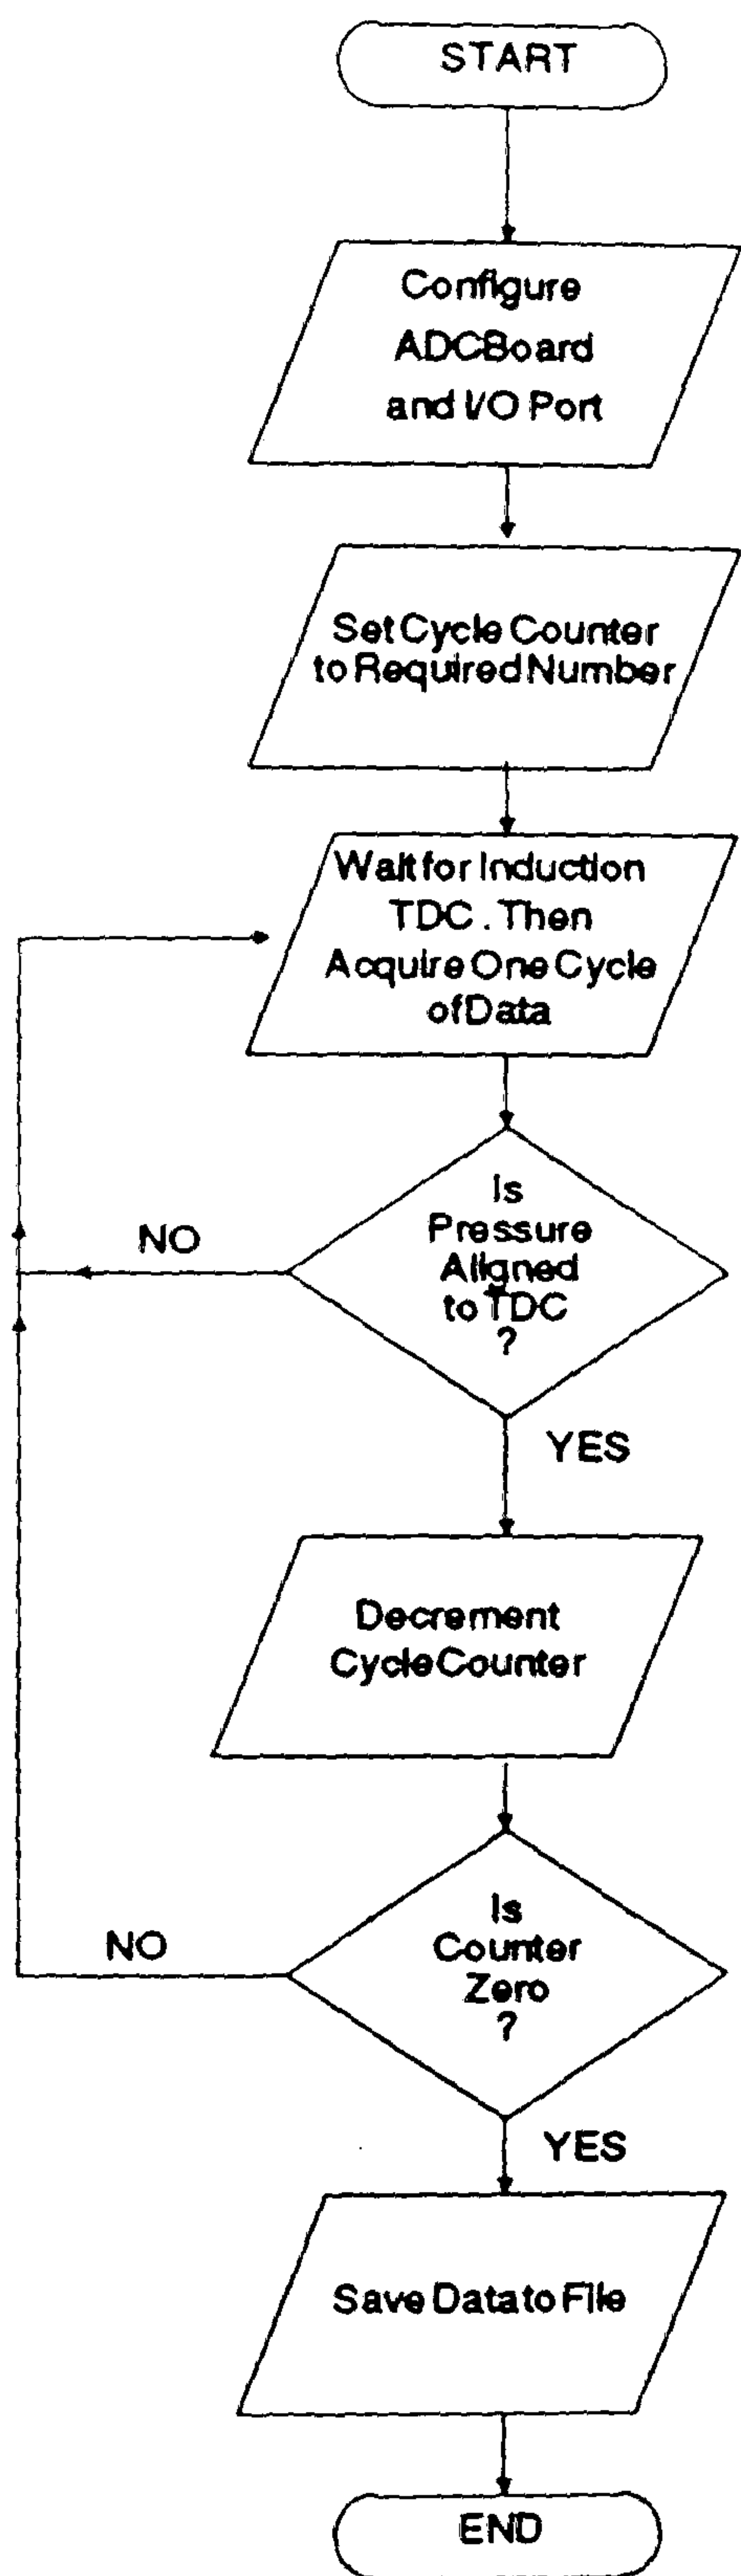 START
Configure
ADC Board
and I/O Port
Set Cycle Counter
to Required Number
Wait for Induction
TDC . Then
Acquire One Cycle
of Data
Is
Pressure
Aligned
to TDC
?
NO
YES
Decrement
Cycle Counter
Is
Counter
Zero
?
NO
YES
Save Data to File
END